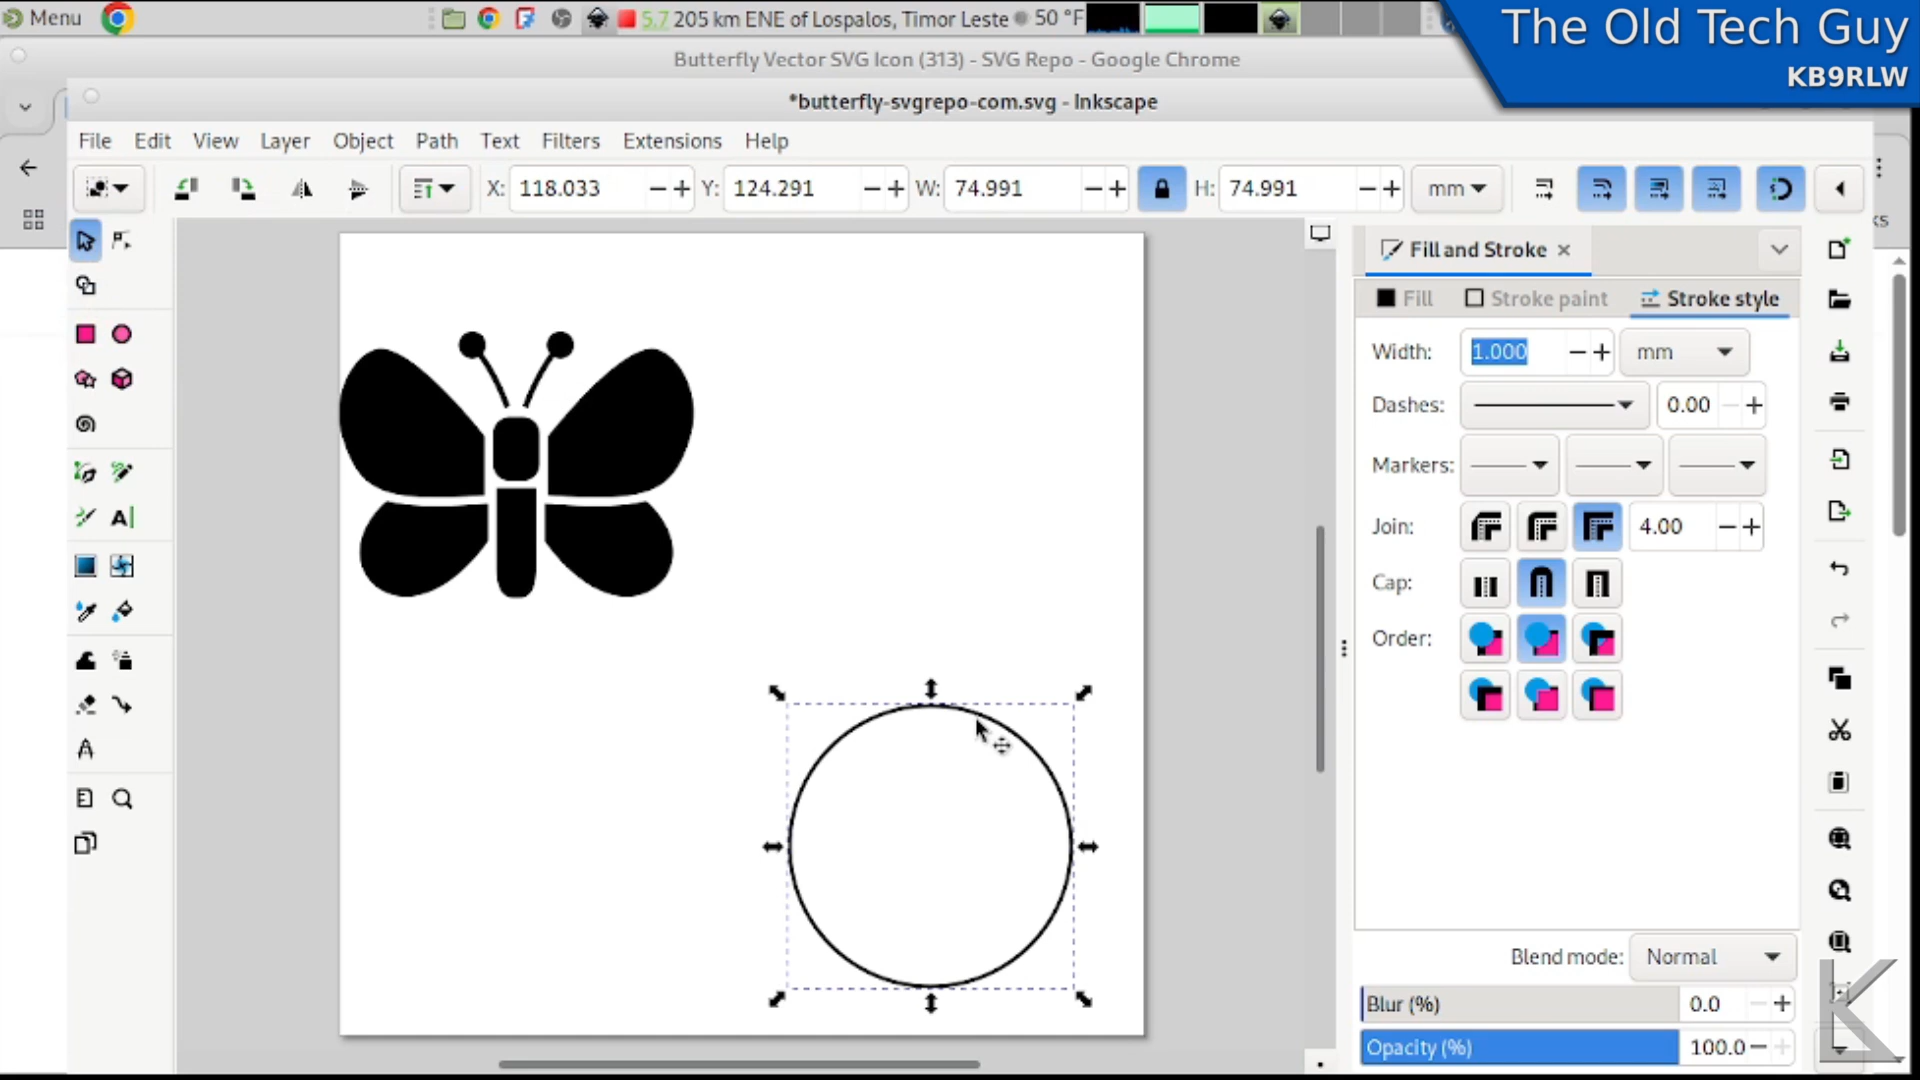 The Old Tech Guy
KB9RLW
Menu
5.7 205 km ENE of Lospalos, Timor Leste 50 °F
Butterfly Vector SVG Icon (313) - SVG Repo - Google Chrome
*butterfly-svgrepo-com.svg - Inkscape
File Edit View Layer Object Path Text Filters Extensions Help
X: 118.033 Y: 124.291 W: 74.991 H: 74.991 mm
ks
Fill and Stroke
Fill Stroke paint Stroke style
Width: 1.000 mm
Dashes: 0.00
Markers:
Join: 4.00
Cap:
Order:
Blend mode: Normal
Blur (%) 0.0
Opacity (%) 100.0
K